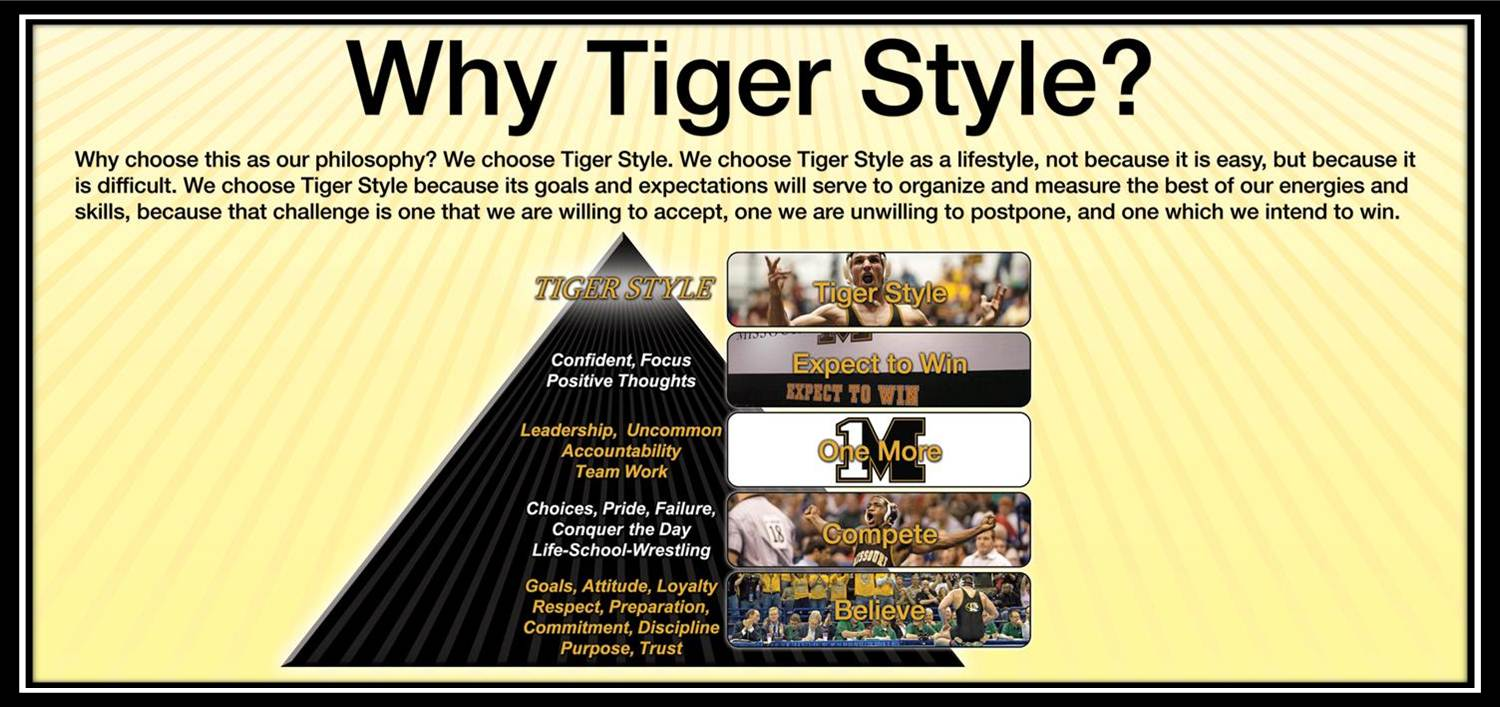 Why Tiger Style?
Why choose this as our philosophy? We choose Tiger Style. We choose Tiger Style as a lifestyle, not because it is easy, but because it
is difficult. We choose Tiger Style because its goals and expectations will serve to organize and measure the best of our energies and
skills, because that challenge is one that we are willing to accept, one we are unwilling to postpone, and one which we intend to win.
TIGER STYLE
Tiger Style
Confident, Focus
Positive Thoughts
Expect to Win
EXPECT TO WIN
Leadership, Uncommon
Accountability
Team Work
1M
One More
Choices, Pride, Failure,
Conquer the Day
Life-School-Wrestling
18
Compete
Goals, Attitude, Loyalty
Respect, Preparation,
Commitment, Discipline
Purpose, Trust
Believe